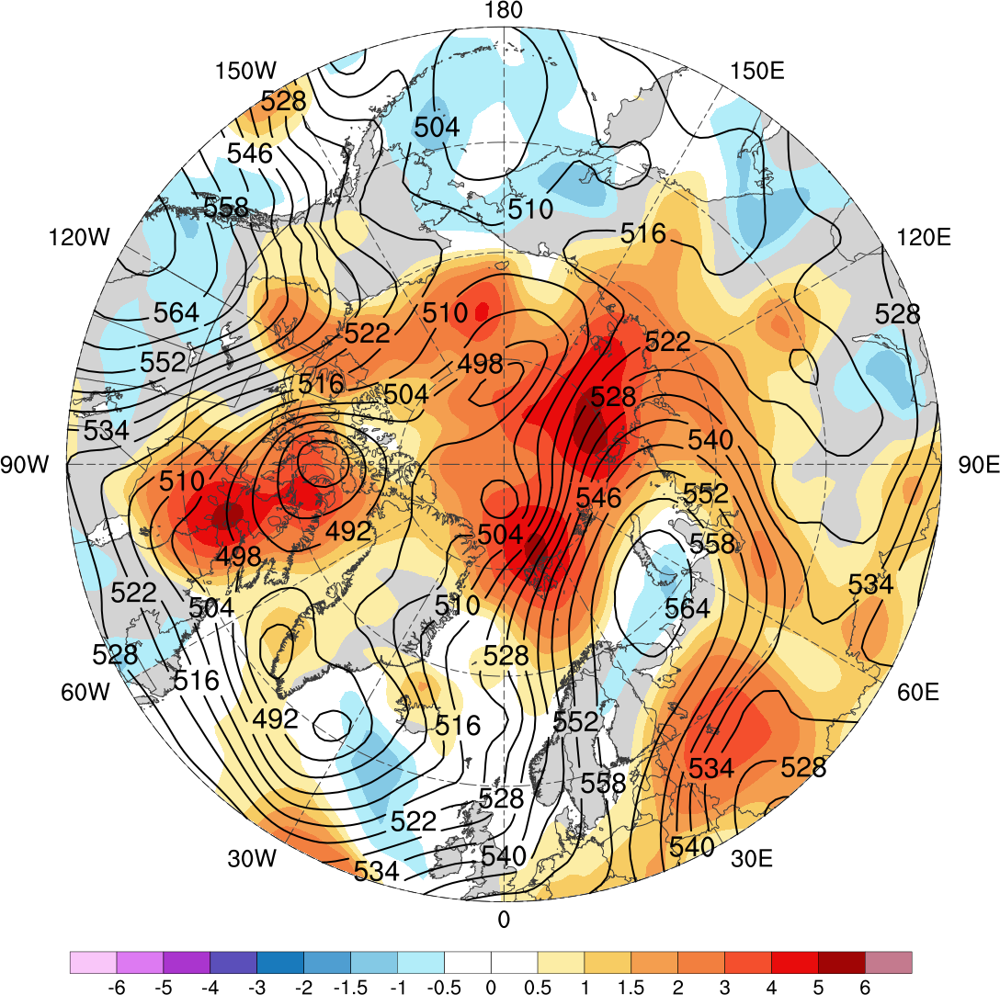 180
150W 150E
528
504
546
558 510
516
120W 120E
564 510 528
522 522
552 498
516 504 528
534
540
90W 90E
510
546 552
492 504
498 558
534
522 504 510 564
528 528
516
60W 60E
492 516 552
534 528
558
528
522
540 540
30W 534 30E
0
-6 -5 -4 -3 -2 -1.5 -1 -0.5 0 0.5 1 1.5 2 3 4 5 6